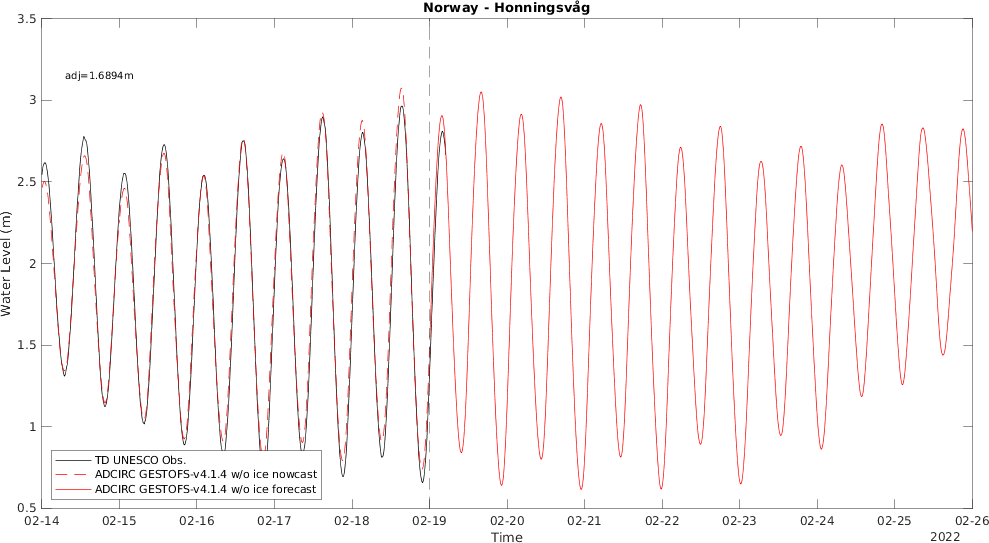 Norway - Honningsvåg
3.5
adj=1.6894m
3
2.5
Water Level (m)
2
1.5
1
TD UNESCO Obs.
ADCIRC GESTOFS-v4.1.4 w/o ice nowcast
ADCIRC GESTOFS-v4.1.4 w/o ice forecast
0.5
02-14 02-15 02-16 02-17 02-18 02-19 02-20 02-21 02-22 02-23 02-24 02-25 02-26
Time
2022